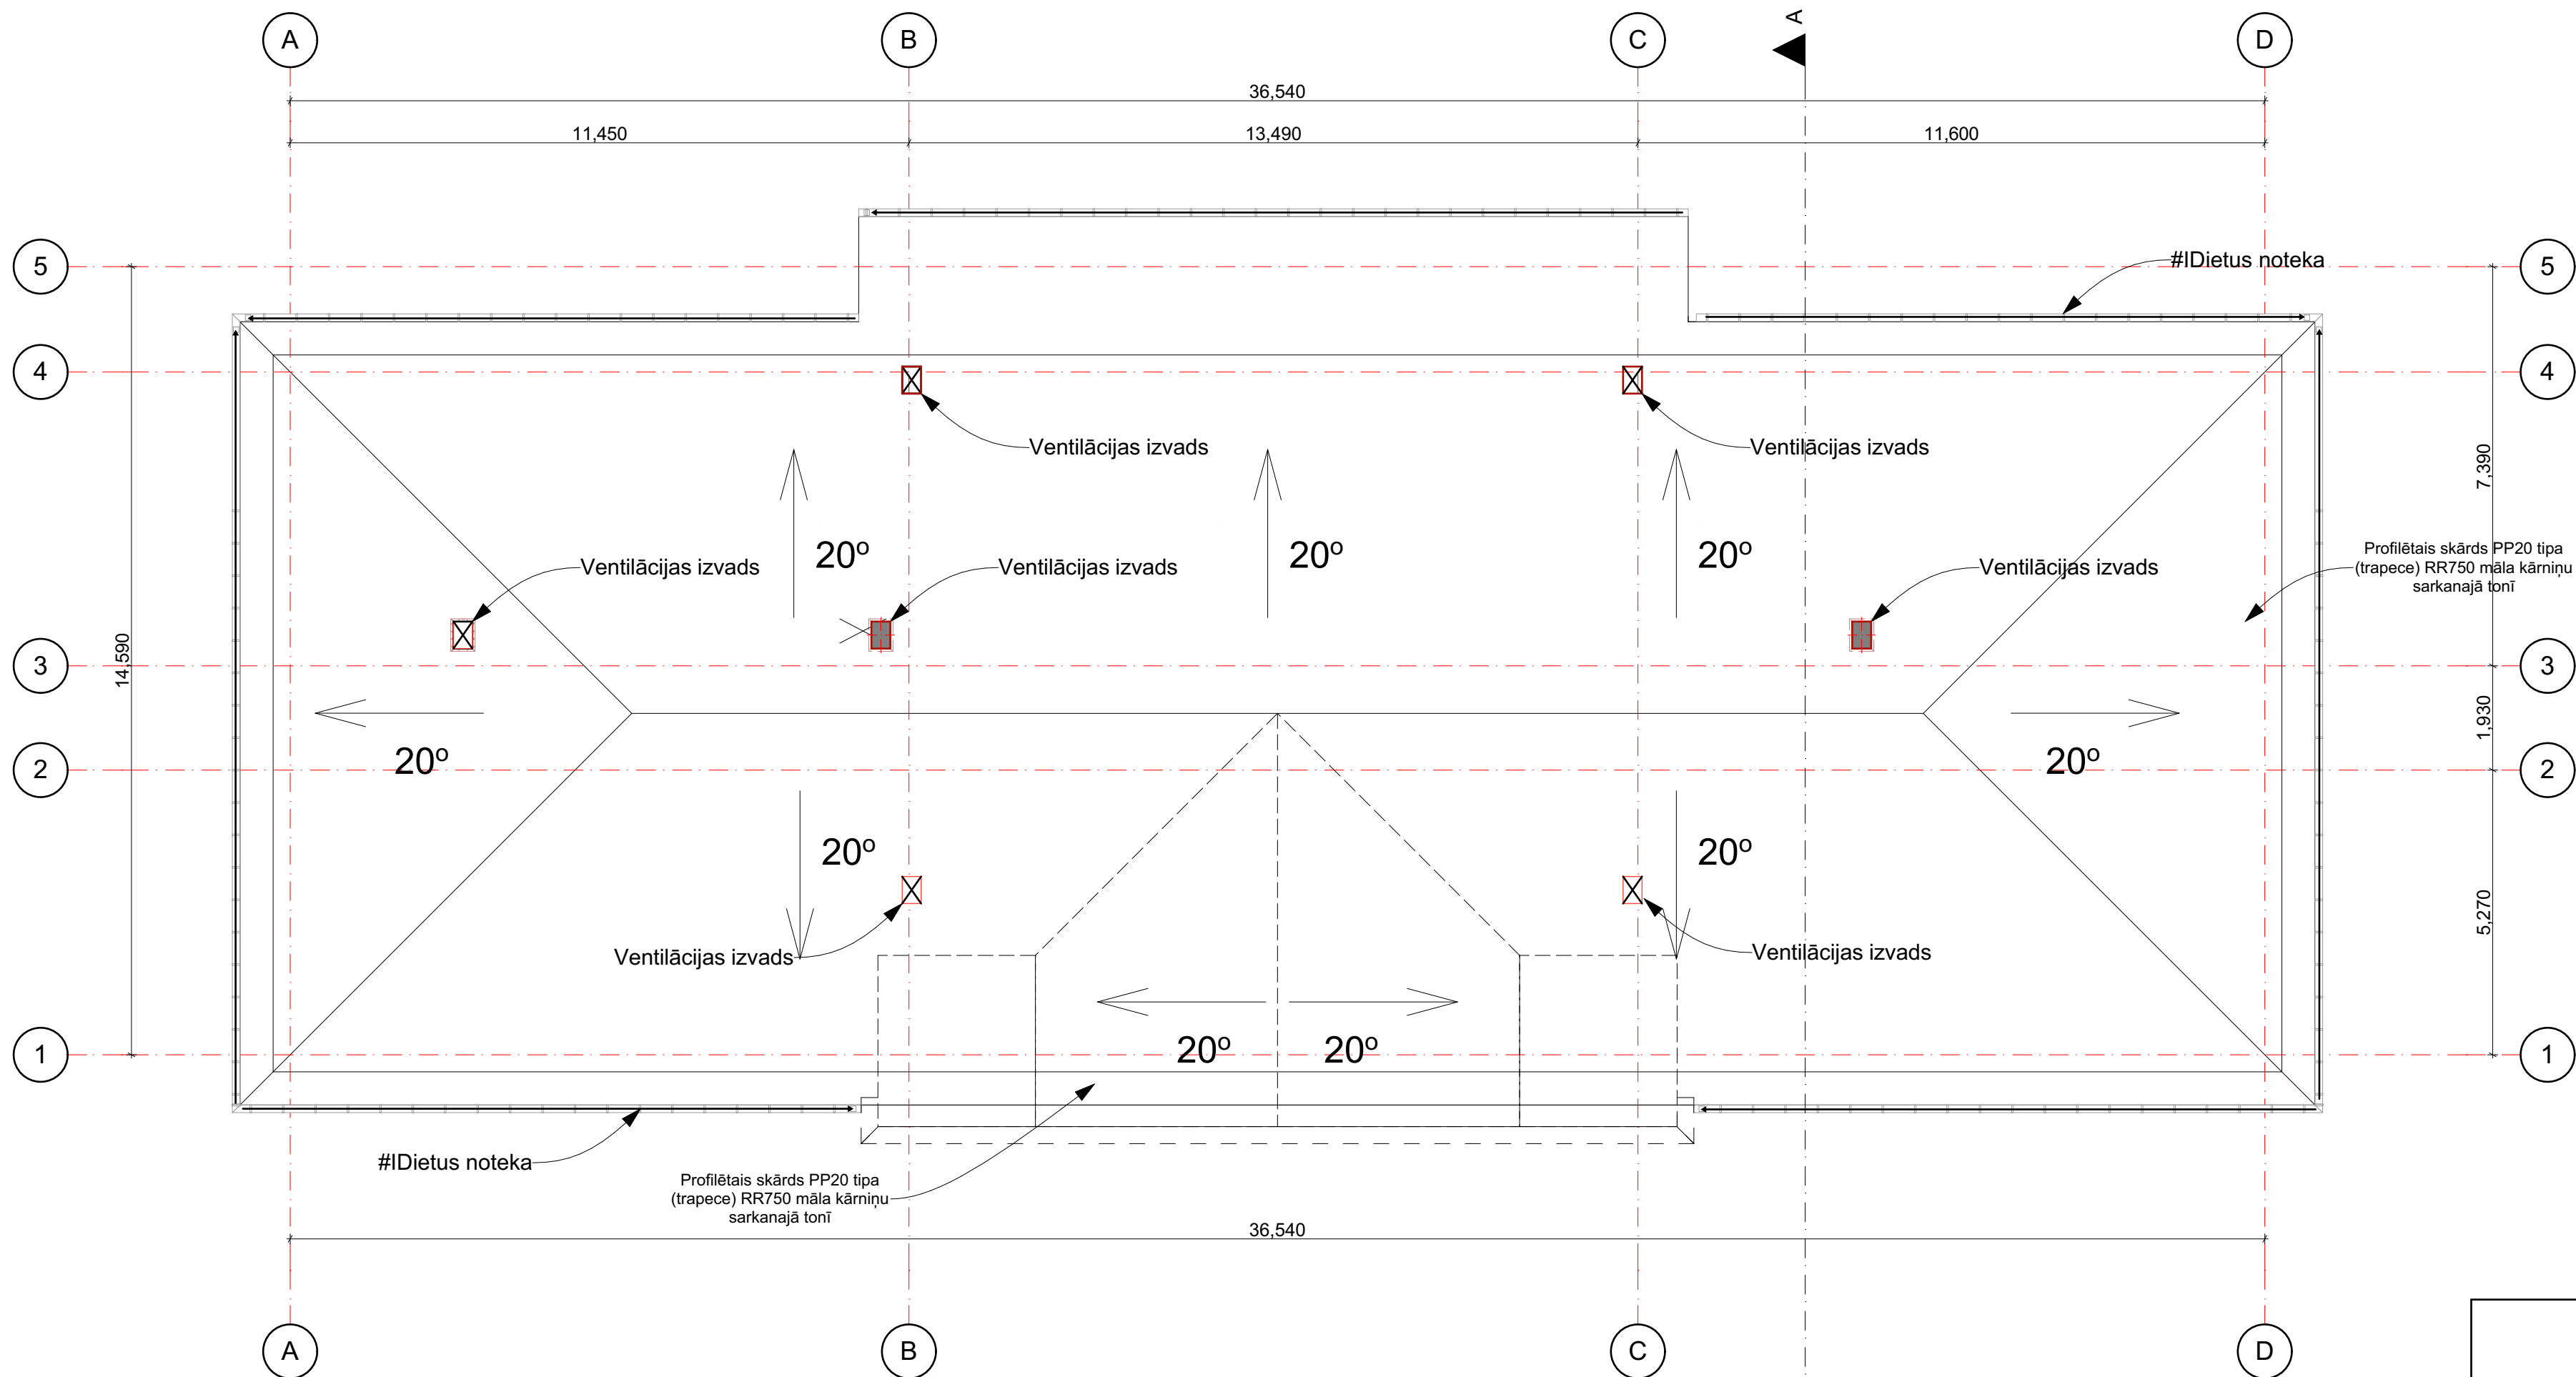 A
B
C
A
D
36,540
11,450
13,490
11,600
5
#IDietus noteka
5
4
4
Ventilācijas izvads
Ventilācijas izvads
7,390
20º
20º
20º
Profilētais skārds PP20 tipa
(trapece) RR750 māla kārniņu
sarkanajā tonī
Ventilācijas izvads
Ventilācijas izvads
Ventilācijas izvads
14,590
3
3
1,930
20º
20º
2
2
20º
20º
5,270
Ventilācijas izvads
Ventilācijas izvads
20º
20º
1
1
#IDietus noteka
Profilētais skārds PP20 tipa
(trapece) RR750 māla kārniņu
sarkanajā tonī
36,540
A
B
C
D